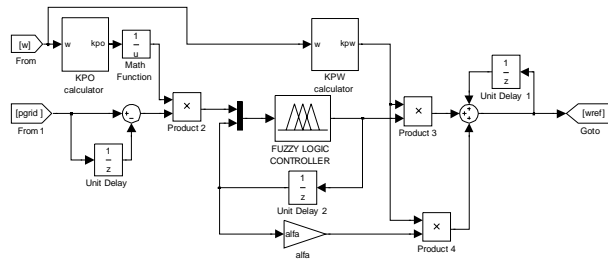 [w]
From
w
kpo
KPO
calculator
1
u
Math
Function
w
kpw
KPW
calculator
[pgrid ]
From 1
+
−
1
z
Unit Delay
×
Product 2
FUZZY LOGIC
CONTROLLER
1
z
Unit Delay 2
alfa
alfa
×
Product 3
×
Product 4
1
z
Unit Delay 1
+
+
+
[wref]
Goto